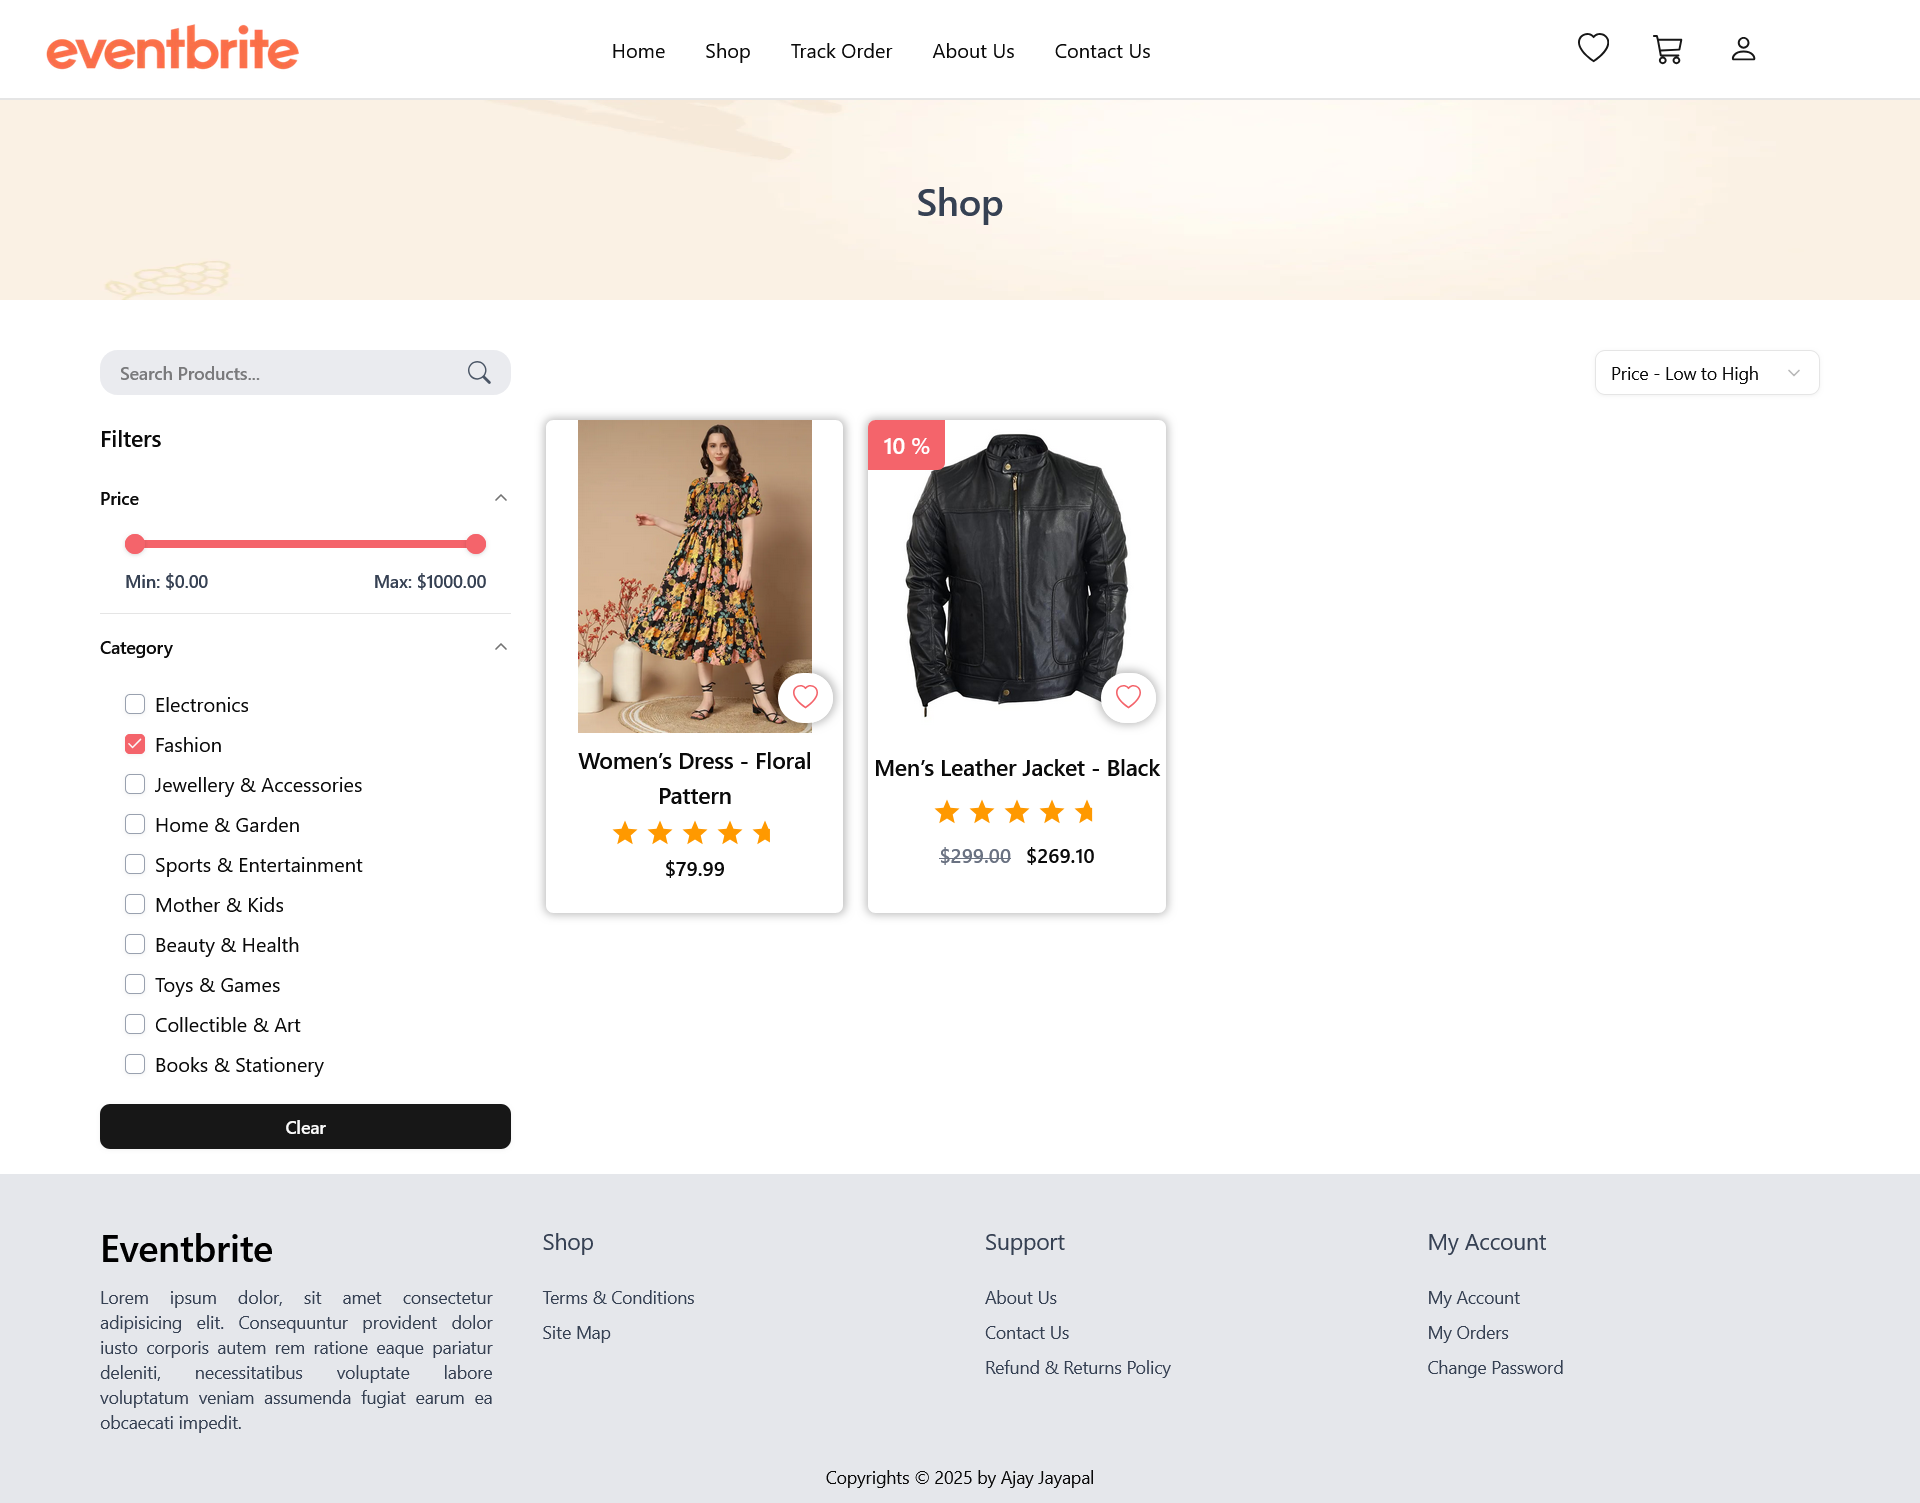 eventbrite
Home
Shop
Track Order
About Us
Contact Us
Shop
Search Products...
Price - Low to High
Filters
Price
Min: $0.00
Max: $1000.00
Category
Electronics
Fashion
Jewellery & Accessories
Home & Garden
Sports & Entertainment
Mother & Kids
Beauty & Health
Toys & Games
Collectible & Art
Books & Stationery
Clear
Women’s Dress - Floral
Pattern
$79.99
10 %
Men’s Leather Jacket - Black
$299.00 $269.10
Eventbrite
Lorem ipsum dolor, sit amet consectetur
adipisicing elit. Consequuntur provident dolor
iusto corporis autem rem ratione eaque pariatur
deleniti, necessitatibus voluptate labore
voluptatum veniam assumenda fugiat earum ea
obcaecati impedit.
Shop
Terms & Conditions
Site Map
Support
About Us
Contact Us
Refund & Returns Policy
My Account
My Account
My Orders
Change Password
Copyrights © 2025 by Ajay Jayapal